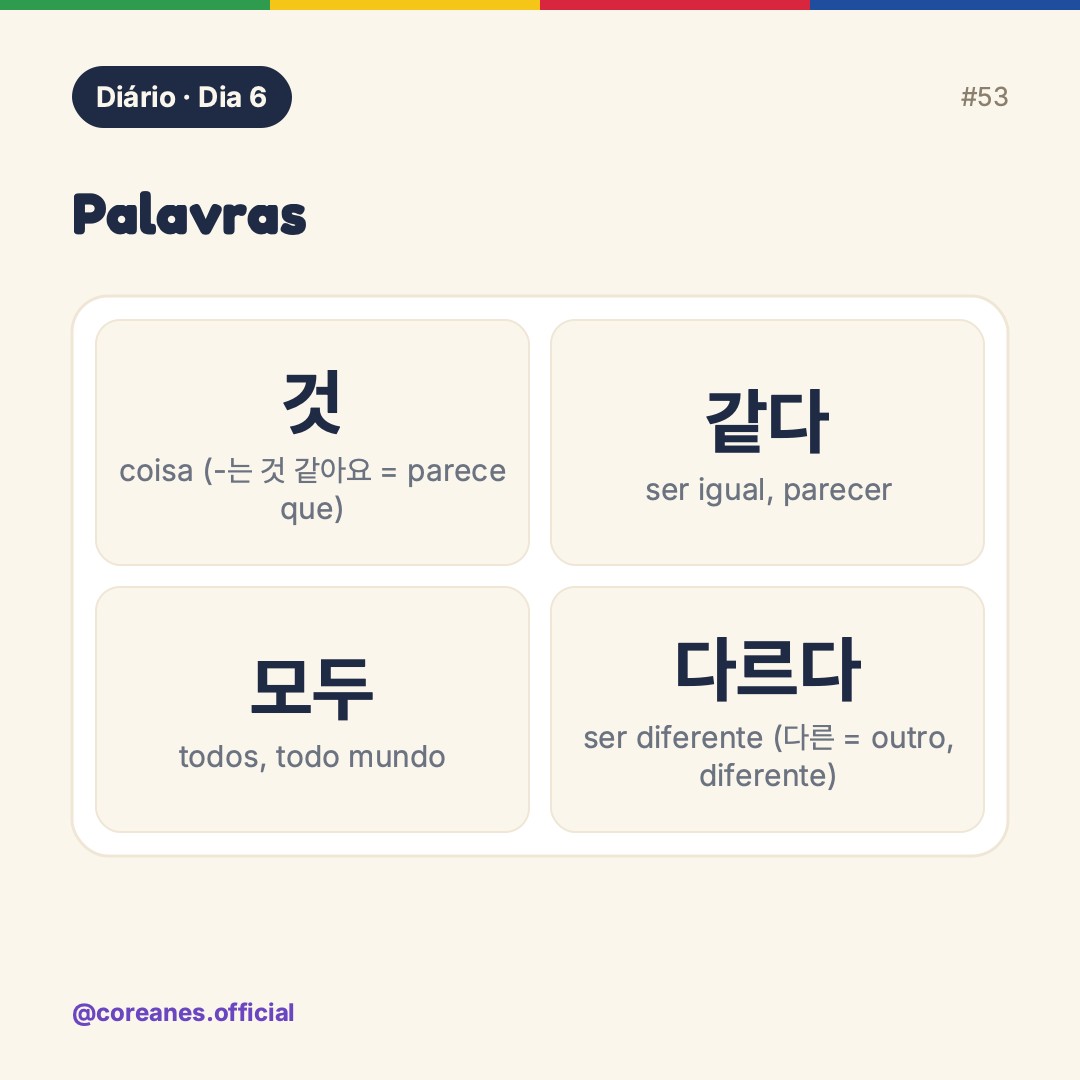 Diário · Dia 6
#53
Palavras
것
coisa (-는 것 같아요 = parece
que)
같다
ser igual, parecer
모두
todos, todo mundo
다르다
ser diferente (다른 = outro,
diferente)
@coreanes.official